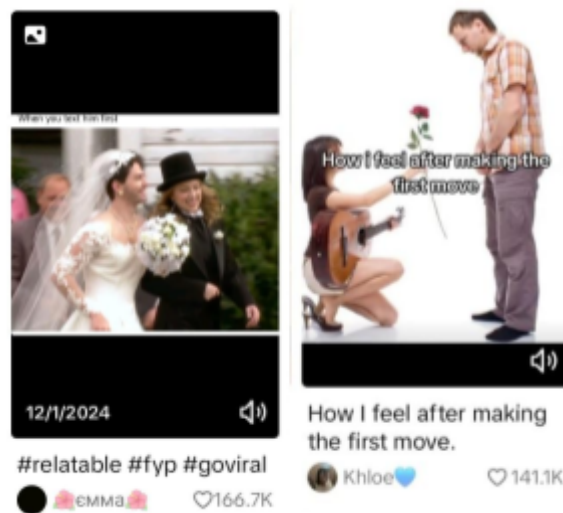 When you text him first
12/1/2024
#relatable #fyp #goviral
🌸ємма🌸
♡166.7K
How i feel after making the
first move
How I feel after making
the first move.
Khloe🩵
♡ 141.1K